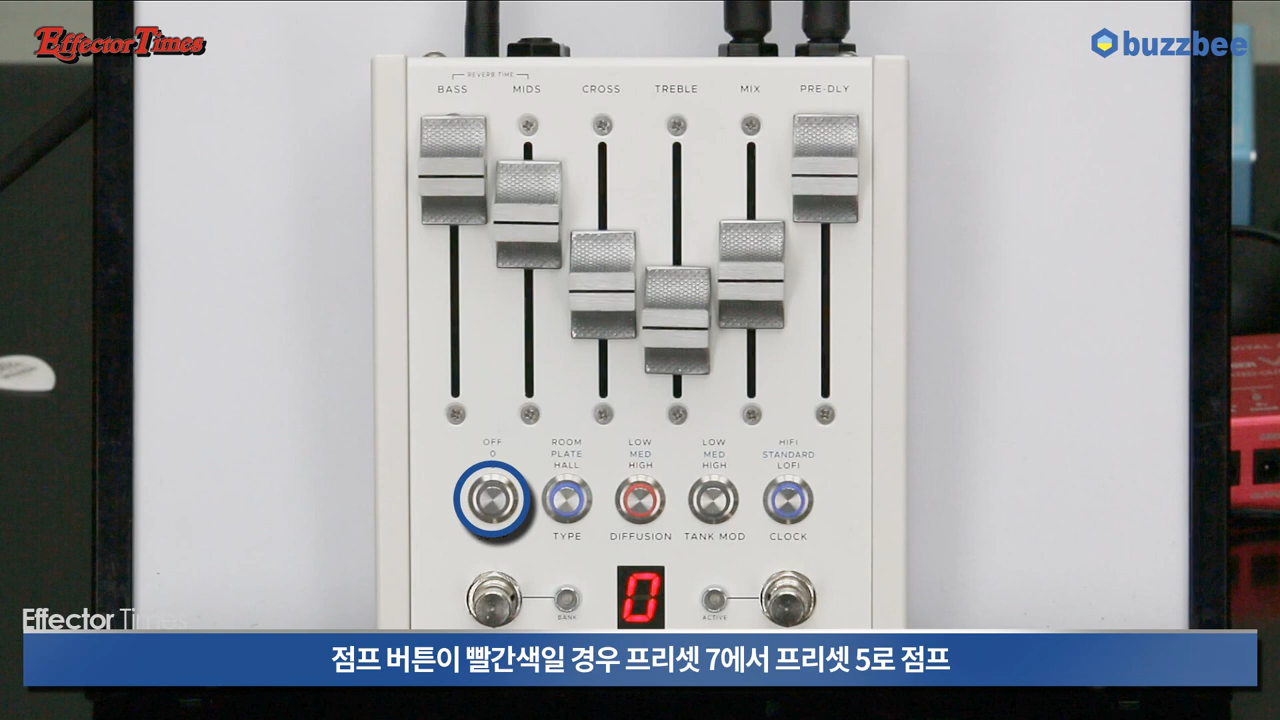 Effector Times
buzzbee
REVERB TIME
BASS MIDS CROSS TREBLE MIX PRE-DLY
OFF
0
ROOM
PLATE
HALL
LOW
MED
HIGH
LOW
MED
HIGH
HIFI
STANDARD
LOFI
TYPE DIFFUSION TANK MOD CLOCK
BANK
0
ACTIVE
Effector Times
점프 버튼이 빨간색일 경우 프리셋 7에서 프리셋 5로 점프